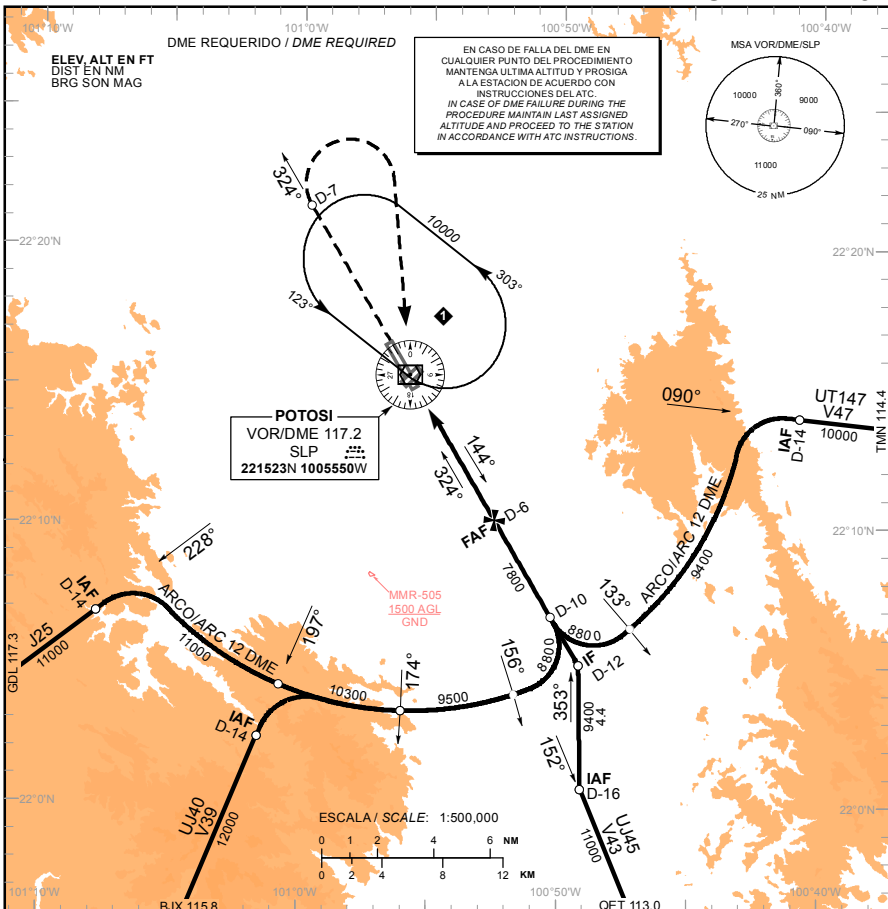 101°10'W
101°0'W
100°50'W
100°40'W
DME REQUERIDO / DME REQUIRED
ELEV, ALT EN FT
DIST EN NM
BRG SON MAG
EN CASO DE FALLA DEL DME EN
CUALQUIER PUNTO DEL PROCEDIMIENTO
MANTENGA ULTIMA ALTITUD Y PROSIGA
A LA ESTACION DE ACUERDO CON
INSTRUCCIONES DEL ATC.
IN CASE OF DME FAILURE DURING THE
PROCEDURE MAINTAIN LAST ASSIGNED
ALTITUDE AND PROCEED TO THE STATION
IN ACCORDANCE WITH ATC INSTRUCTIONS.
MSA VOR/DME/SLP
360°
10000
9000
270°
090°
11000
25 NM
324°
D-7
10000
22°20'N
22°20'N
303°
123°
1
0
27
9
18
POTOSI
VOR/DME 117.2
SLP
221523N 1005550W
090°
UT147
V47
10000
TMN 114.4
IAF
D-14
144°
324°
FAF
D-6
22°10'N
22°10'N
7800
ARCO/ARC 12 DME
9400
228°
IAF
D-14
ARCO/ARC 12 DME
11000
J25
11000
GDL 117.3
MMR-505
1500 AGL
GND
197°
174°
156°
D-10
133°
8800
8800
IF
D-12
10300
9500
353°
9400
4.4
IAF
D-14
152°
IAF
D-16
22°0'N
22°0'N
UJ40
V39
12000
UJ45
V43
11000
ESCALA / SCALE: 1:500,000
0 1 2 4 6 NM
0 2 4 8 12 KM
101°10'W
101°0'W
100°50'W
100°40'W
BJX 115.8
QET 113.0